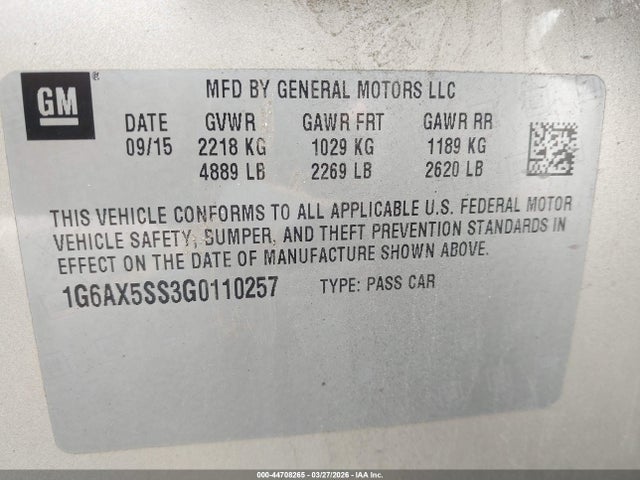 GM ®
MFD BY GENERAL MOTORS LLC
DATE GVWR GAWR FRT GAWR RR
09/15 2218 KG 1029 KG 1189 KG
4889 LB 2269 LB 2620 LB
THIS VEHICLE CONFORMS TO ALL APPLICABLE U.S. FEDERAL MOTOR
VEHICLE SAFETY, BUMPER, AND THEFT PREVENTION STANDARDS IN
EFFECT ON THE DATE OF MANUFACTURE SHOWN ABOVE.
1G6AX5SS3G0110257 TYPE: PASS CAR
000-44708265 - 03/27/2026 - IAA Inc.